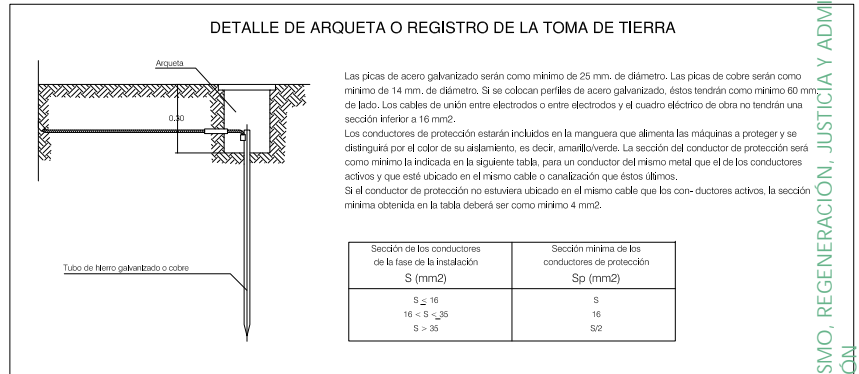 DETALLE DE ARQUETA O REGISTRO DE LA TOMA DE TIERRA
Arqueta
0.30
Tubo de hierro galvanizado o cobre
Las picas de acero galvanizado serán como mínimo de 25 mm. de diámetro. Las picas de cobre serán como
mínimo de 14 mm. de diámetro. Si se colocan perfiles de acero galvanizado, éstos tendrán como mínimo 60 mm.
de lado. Los cables de unión entre electrodos o entre electrodos y el cuadro eléctrico de obra no tendrán una
sección inferior a 16 mm2.
Los conductores de protección estarán incluidos en la manguera que alimenta las máquinas a proteger y se
distinguirá por el color de su aislamiento, es decir, amarillo/verde. La sección del conductor de protección será
como mínimo la indicada en la siguiente tabla, para un conductor del mismo metal que el de los conductores
activos y que esté ubicado en el mismo cable o canalización que éstos últimos.
Si el conductor de protección no estuviera ubicado en el mismo cable que los con- ductores activos, la sección
mínima obtenida en la tabla deberá ser como mínimo 4 mm2.
Sección de los conductores
de la fase de la instalación
S (mm2)
Sección mínima de los
conductores de protección
Sp (mm2)
S ≤ 16
S
16 < S ≤ 35
16
S > 35
S/2
SMO, REGENERACIÓN, JUSTICIA Y ADMI
ÓN